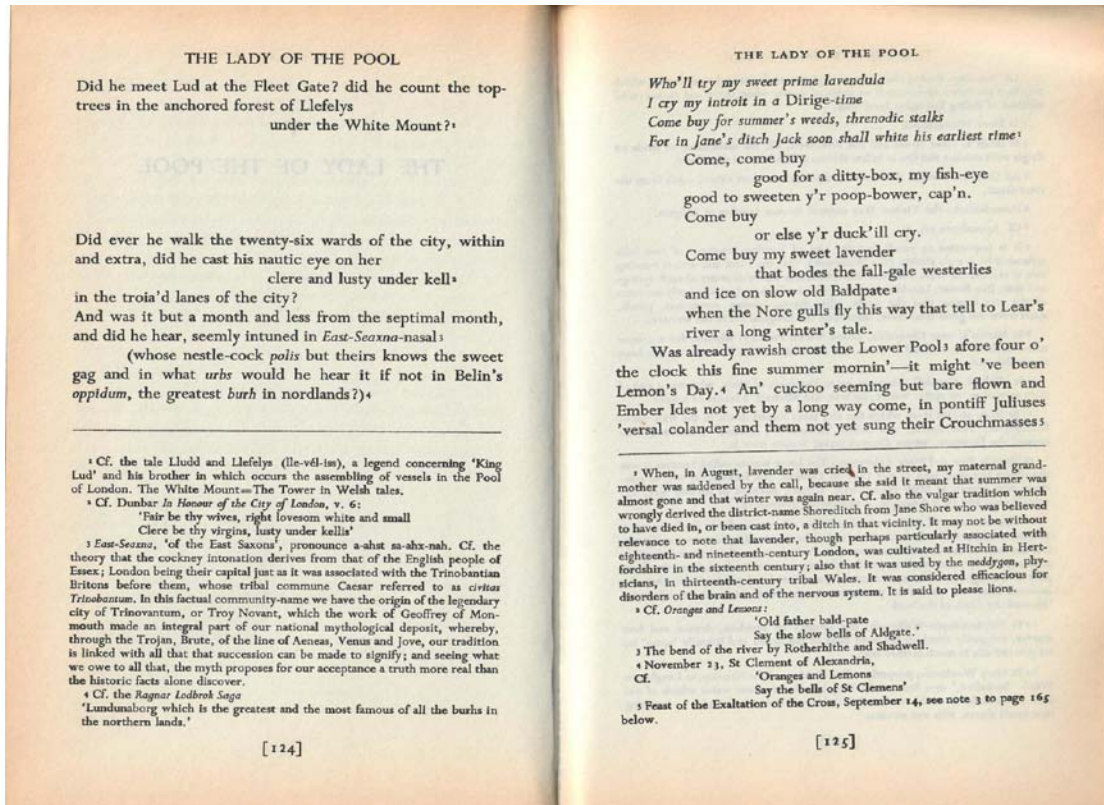 THE LADY OF THE POOL
Did he meet Lud at the Fleet Gate? did he count the top-
trees in the anchored forest of Llefelys
under the White Mount?¹
Did ever he walk the twenty-six wards of the city, within
and extra, did he cast his nautic eye on her
clere and lusty under kell²
in the troia'd lanes of the city?
And was it but a month and less from the septimal month,
and did he hear, seemly intuned in East-Seaxna-nasal³
(whose nestle-cock polis but theirs knows the sweet
gag and in what urbs would he hear it if not in Belin's
oppidum, the greatest burh in nordlands?)⁴
¹ Cf. the tale Lludd and Llefelys (lle-vél-iss), a legend concerning 'King
Lud' and his brother in which occurs the assembling of vessels in the Pool
of London. The White Mount=The Tower in Welsh tales.
² Cf. Dunbar In Honour of the City of London, v. 6:
'Fair be thy wives, right lovesom white and small
Clere be thy virgins, lusty under kellis'
³ East-Seaxna, 'of the East Saxons', pronounce a-ahst sa-ahx-nah. Cf. the
theory that the cockney intonation derives from that of the English people of
Essex; London being their capital just as it was associated with the Trinobantian
Britons before them, whose tribal commune Caesar referred to as civitas
Trinobantum. In this factual community-name we have the origin of the legendary
city of Trinovantum, or Troy Novant, which the work of Geoffrey of Mon-
mouth made an integral part of our national mythological deposit, whereby,
through the Trojan, Brute, of the line of Aeneas, Venus and Jove, our tradition
is linked with all that that succession can be made to signify; and seeing what
we owe to all that, the myth proposes for our acceptance a truth more real than
the historic facts alone discover.
⁴ Cf. the Ragnar Lodbrok Saga
'Lundunaborg which is the greatest and the most famous of all the burhs in
the northern lands.'
[124]
THE LADY OF THE POOL
Who'll try my sweet prime lavendula
I cry my introit in a Dirige-time
Come buy for summer's weeds, threnodic stalks
For in Jane's ditch Jack soon shall white his earliest rime¹
Come, come buy
good for a ditty-box, my fish-eye
good to sweeten y'r poop-bower, cap'n.
Come buy
or else y'r duck'ill cry.
Come buy my sweet lavender
that bodes the fall-gale westerlies
and ice on slow old Baldpate²
when the Nore gulls fly this way that tell to Lear's
river a long winter's tale.
Was already rawish crost the Lower Pool³ afore four o'
the clock this fine summer mornin'—it might 've been
Lemon's Day.⁴ An' cuckoo seeming but bare flown and
Ember Ides not yet by a long way come, in pontiff Juliuses
'versal colander and them not yet sung their Crouchmasses⁵
¹ When, in August, lavender was cried in the street, my maternal grand-
mother was saddened by the call, because she said it meant that summer was
almost gone and that winter was again near. Cf. also the vulgar tradition which
wrongly derived the district-name Shoreditch from Jane Shore who was believed
to have died in, or been cast into, a ditch in that vicinity. It may not be without
relevance to note that lavender, though perhaps particularly associated with
eighteenth- and nineteenth-century London, was cultivated at Hitchin in Hert-
fordshire in the sixteenth century; also that it was used by the meddygon, phy-
sicians, in thirteenth-century tribal Wales. It was considered efficacious for
disorders of the brain and of the nervous system. It is said to please lions.
² Cf. Oranges and Lemons:
'Old father bald-pate
Say the slow bells of Aldgate.'
³ The bend of the river by Rotherhithe and Shadwell.
⁴ November 23, St Clement of Alexandria,
Cf. 'Oranges and Lemons
Say the bells of St Clemens'
⁵ Feast of the Exaltation of the Cross, September 14, see note 3 to page 165
below.
[125]